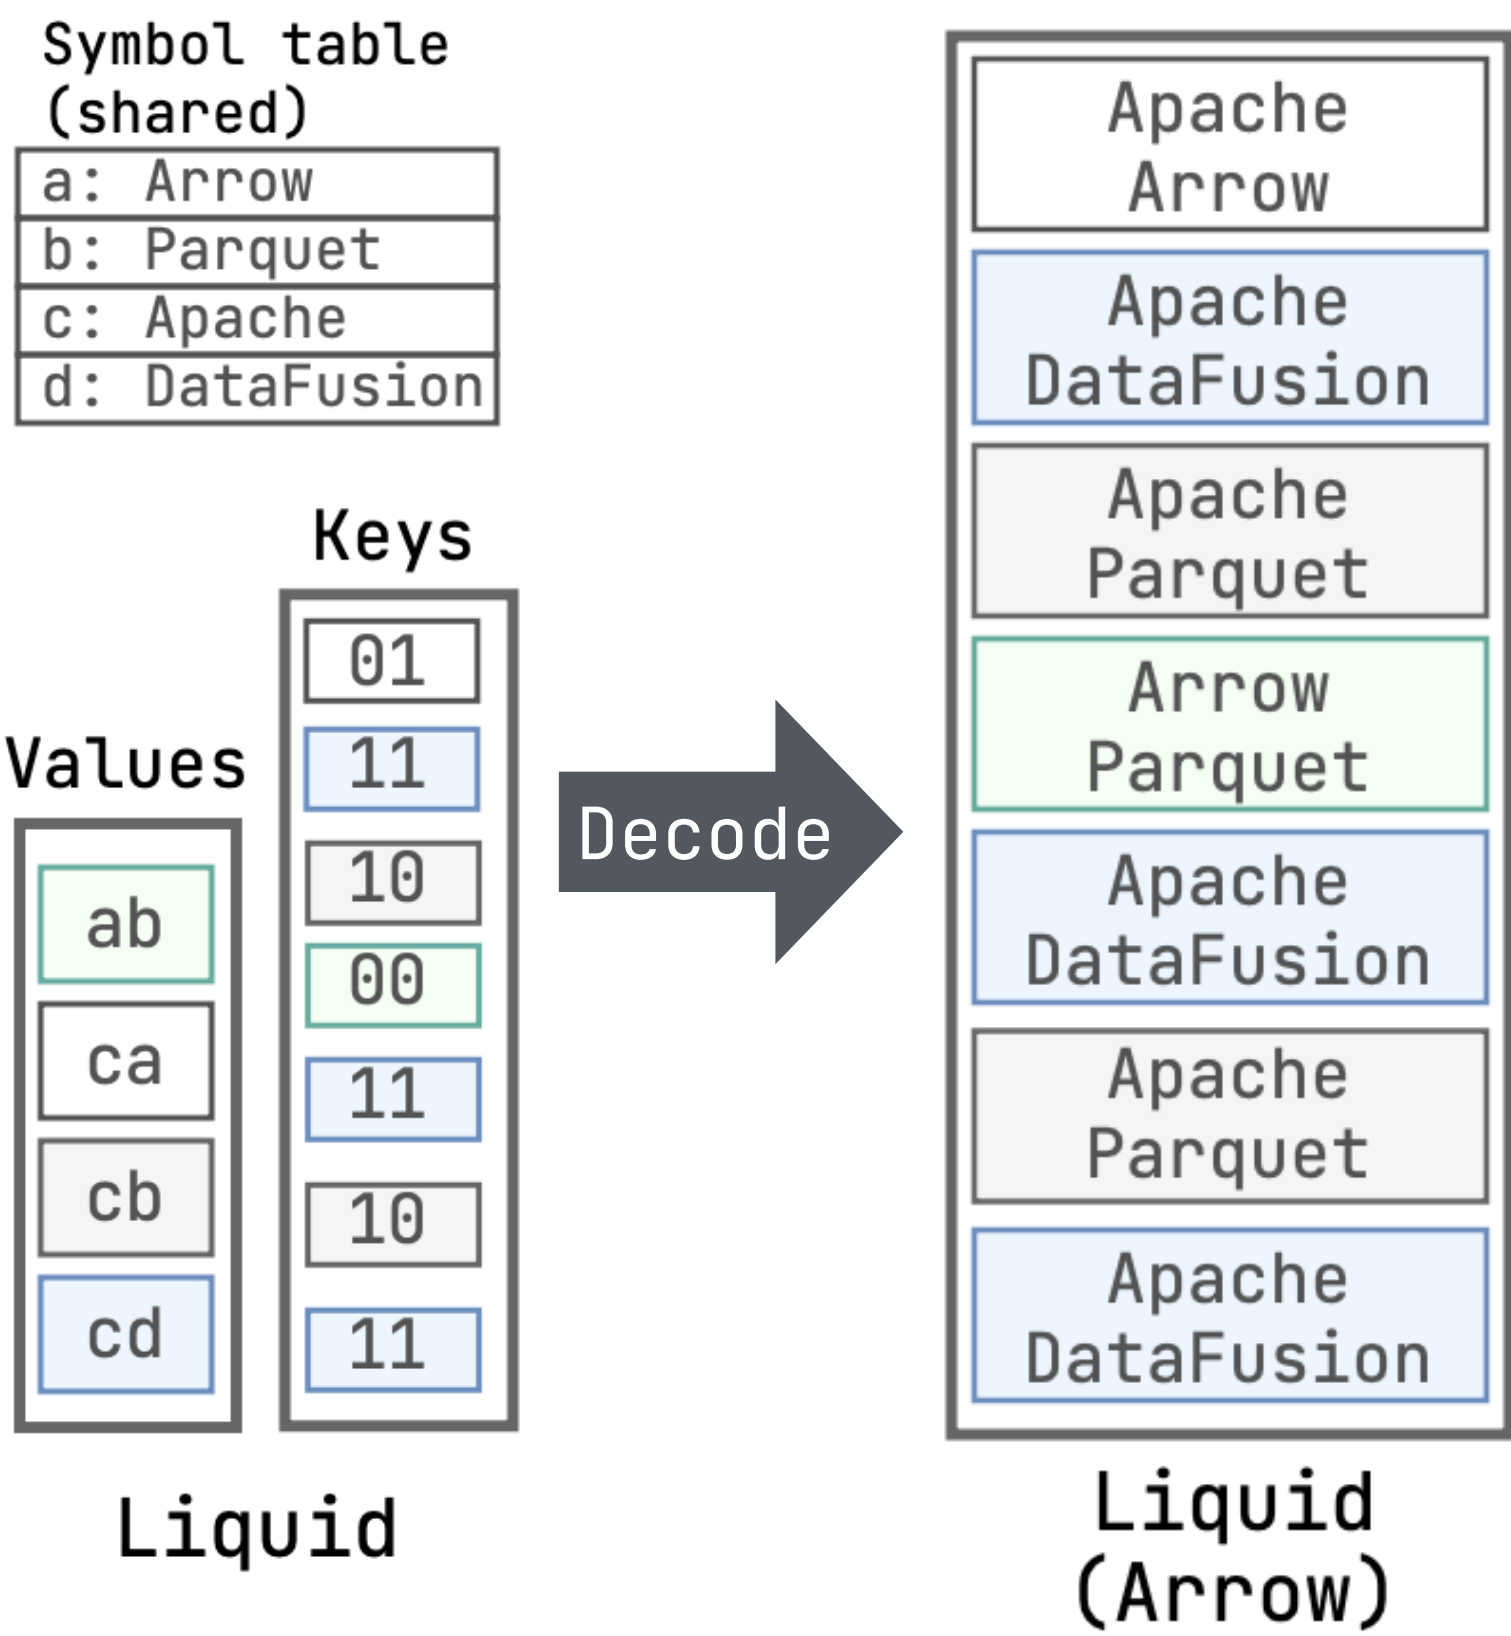 Symbol table
(shared)
a: Arrow
b: Parquet
c: Apache
d: DataFusion
Values
ab
ca
cb
cd
Keys
01
11
10
00
11
10
11
Liquid
Decode
Apache
Arrow
Apache
DataFusion
Apache
Parquet
Arrow
Parquet
Apache
DataFusion
Apache
Parquet
Apache
DataFusion
Liquid
(Arrow)